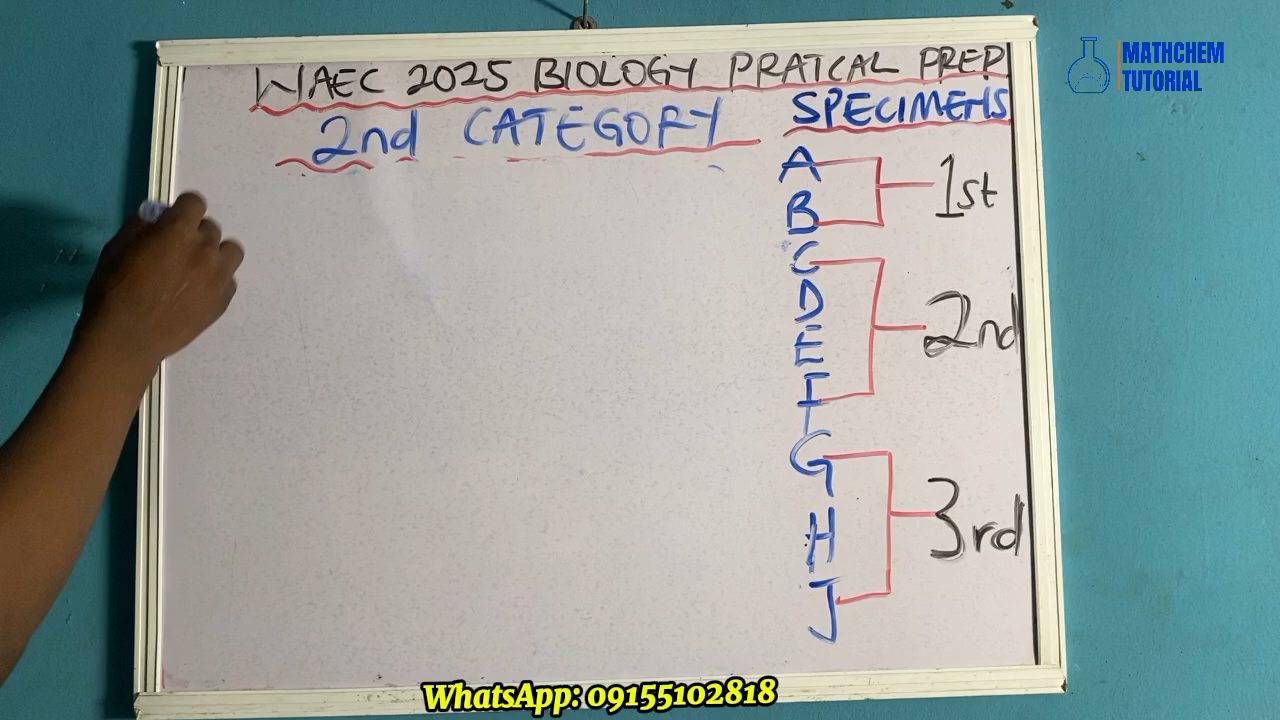 WAEC 2025 BIOLOGY PRATCAL PREP
2nd CATEGORY
SPECIMENS
A
B
1st
C
D
E
F
2nd
G
H
J
3rd
MATHCHEM
TUTORIAL
WhatsApp: 09155102818